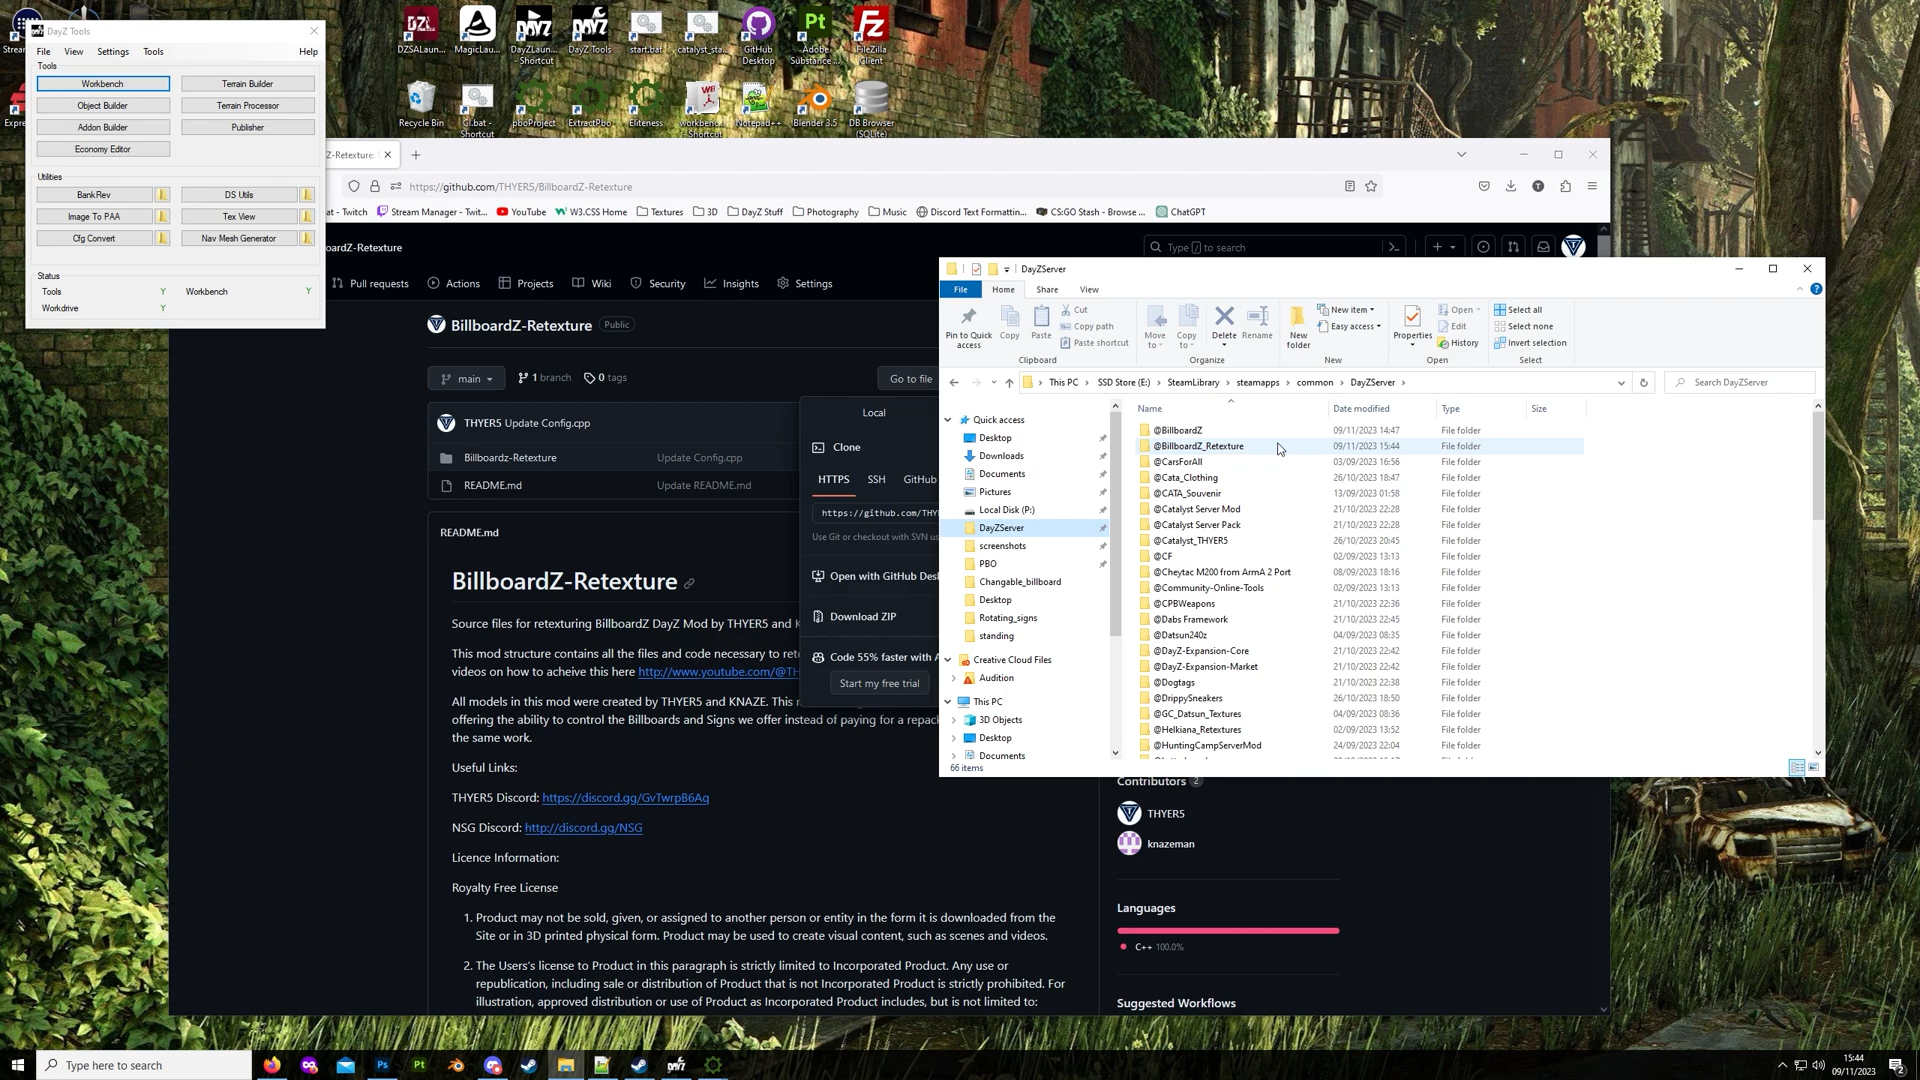 DayZ Tools
File View Settings Tools Help
Tools
Workbench Terrain Builder
Object Builder Terrain Processor
Addon Builder Publisher
Economy Editor
Utilities
BankRev DS Utils
Image To PAA Tex View
Cfg Convert Nav Mesh Generator
Status
Tools Y Workbench Y
Workdrive Y
DZSALaun...
MagicLau...
DayZLaun... - Shortcut
DayZ Tools
start.bat
catalyst_sta...
GitHub Desktop
Adobe Substance ...
FileZilla Client
Recycle Bin
CI.bat - Shortcut
pboProject
ExtractPbo
Eliteness
workbenc... - Shortcut
Notepad++
Blender 3.5
DB Browser (SQLite)
Z-Retexture:
https://github.com/THYER5/BillboardZ-Retexture
at - Twitch Stream Manager - Twit... YouTube W3.CSS Home Textures 3D DayZ Stuff Photography Music Discord Text Formattin... CS:GO Stash - Browse ... ChatGPT
oardZ-Retexture
Type / to search
Pull requests Actions Projects Wiki Security Insights Settings
BillboardZ-Retexture Public
main 1 branch 0 tags Go to file
THYER5 Update Config.cpp
Billboardz-Retexture Update Config.cpp
README.md Update README.md
Local
Clone
HTTPS SSH GitHub
https://github.com/THY
Use Git or checkout with SVN us
Open with GitHub Desk
Download ZIP
Code 55% faster with A
Start my free trial
README.md
BillboardZ-Retexture
Source files for retexturing BillboardZ DayZ Mod by THYER5 and K
This mod structure contains all the files and code necessary to ret
videos on how to acheive this here http://www.youtube.com/@TH
All models in this mod were created by THYER5 and KNAZE. This
offering the ability to control the Billboards and Signs we offer instead of paying for a repack
the same work.
Useful Links:
THYER5 Discord: https://discord.gg/GvTwrpB6Aq
NSG Discord: http://discord.gg/NSG
Licence Information:
Royalty Free License
1. Product may not be sold, given, or assigned to another person or entity in the form it is downloaded from the
Site or in 3D printed physical form. Product may be used to create visual content, such as scenes and videos.
2. The Users's license to Product in this paragraph is strictly limited to Incorporated Product. Any use or
republication, including sale or distribution of Product that is not Incorporated Product is strictly prohibited. For
illustration, approved distribution or use of Product as Incorporated Product includes, but is not limited to:
Contributors 2
THYER5
knazeman
Languages
C++ 100.0%
Suggested Workflows
DayZServer
File Home Share View
Pin to Quick access
Copy
Paste
Cut
Copy path
Paste shortcut
Clipboard
Move to
Copy to
Delete
Rename
Organize
New folder
New item
Easy access
New
Properties
Open
Edit
History
Open
Select all
Select none
Invert selection
Select
This PC › SSD Store (E:) › SteamLibrary › steamapps › common › DayZServer ›
Search DayZServer
Quick access
Desktop
Downloads
Documents
Pictures
Local Disk (P:)
DayZServer
screenshots
PBO
Changable_billboard
Desktop
Rotating_signs
standing
Creative Cloud Files
Audition
This PC
3D Objects
Desktop
Documents
Name Date modified Type Size
@BillboardZ 09/11/2023 14:47 File folder
@BillboardZ_Retexture 09/11/2023 15:44 File folder
@CarsForAll 03/09/2023 16:56 File folder
@Cata_Clothing 26/10/2023 18:47 File folder
@CATA_Souvenir 13/09/2023 01:58 File folder
@Catalyst Server Mod 21/10/2023 22:28 File folder
@Catalyst Server Pack 21/10/2023 22:28 File folder
@Catalyst_THYER5 26/10/2023 20:45 File folder
@CF 02/09/2023 13:13 File folder
@Cheytac M200 from ArmA 2 Port 08/09/2023 18:16 File folder
@Community-Online-Tools 02/09/2023 13:13 File folder
@CPBWeapons 21/10/2023 22:36 File folder
@Dabs Framework 21/10/2023 22:45 File folder
@Datsun240z 04/09/2023 08:35 File folder
@DayZ-Expansion-Core 21/10/2023 22:42 File folder
@DayZ-Expansion-Market 21/10/2023 22:42 File folder
@Dogtags 21/10/2023 22:38 File folder
@DrippySneakers 26/10/2023 18:50 File folder
@GC_Datsun_Textures 04/09/2023 08:36 File folder
@Helkiana_Retextures 02/09/2023 13:52 File folder
@HuntingCampServerMod 24/09/2023 22:04 File folder
66 items
Type here to search
15:44
09/11/2023